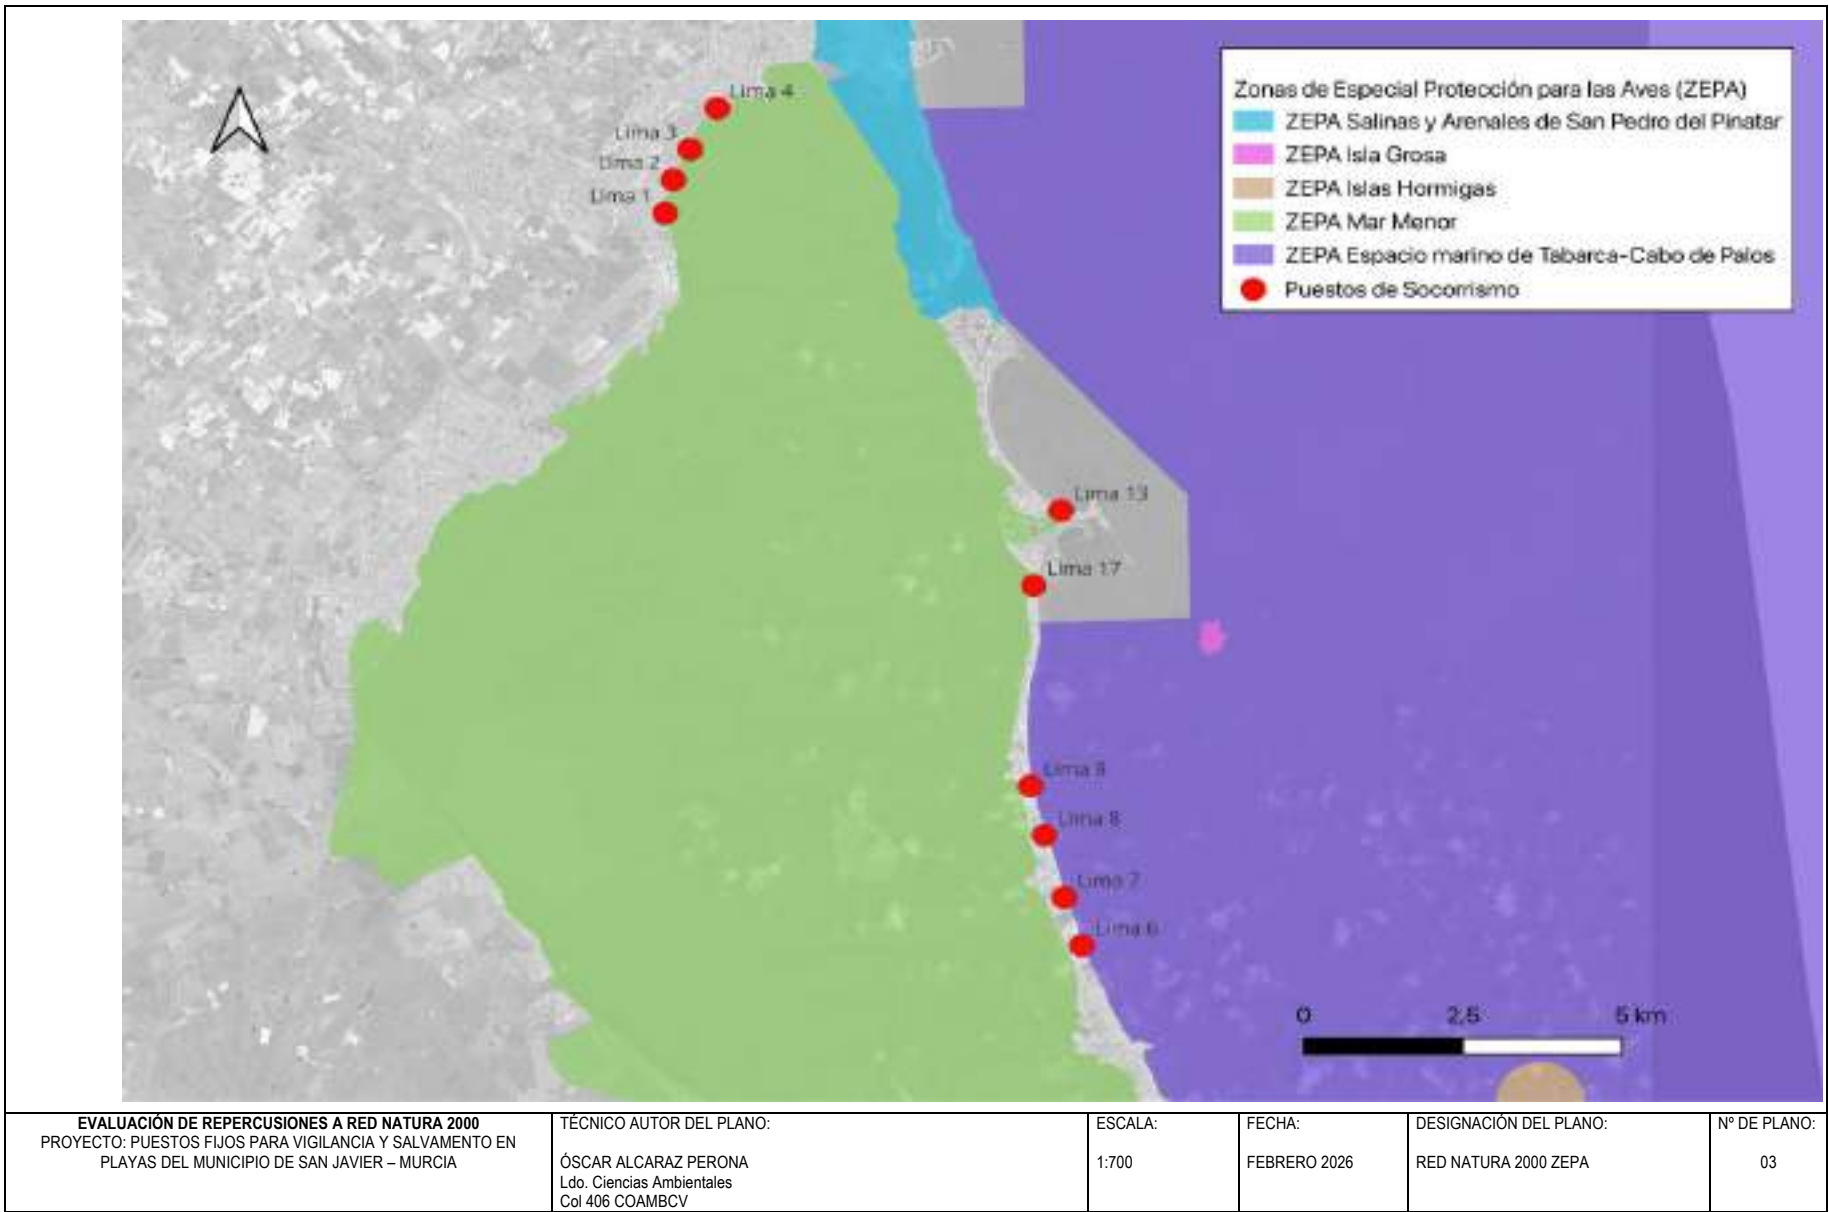 Lima 4
Lima 3
Lima 2
Lima 1
Zonas de Especial Protección para las Aves (ZEPA)
ZEPA Salinas y Arenales de San Pedro del Pinatar
ZEPA Isla Grosa
ZEPA Islas Hormigas
ZEPA Mar Menor
ZEPA Espacio marino de Tabarca-Cabo de Palos
Puestos de Socorrismo
Lima 13
Lima 17
Lima
Lima 8
Lima 7
Lima 6
0 2,5 5 km
EVALUACIÓN DE REPERCUSIONES A RED NATURA 2000
PROYECTO: PUESTOS FIJOS PARA VIGILANCIA Y SALVAMENTO EN
PLAYAS DEL MUNICIPIO DE SAN JAVIER – MURCIA
TÉCNICO AUTOR DEL PLANO:
ÓSCAR ALCARAZ PERONA
Ldo. Ciencias Ambientales
Col 406 COAMBCV
ESCALA:
1:700
FECHA:
FEBRERO 2026
DESIGNACIÓN DEL PLANO:
RED NATURA 2000 ZEPA
Nº DE PLANO:
03